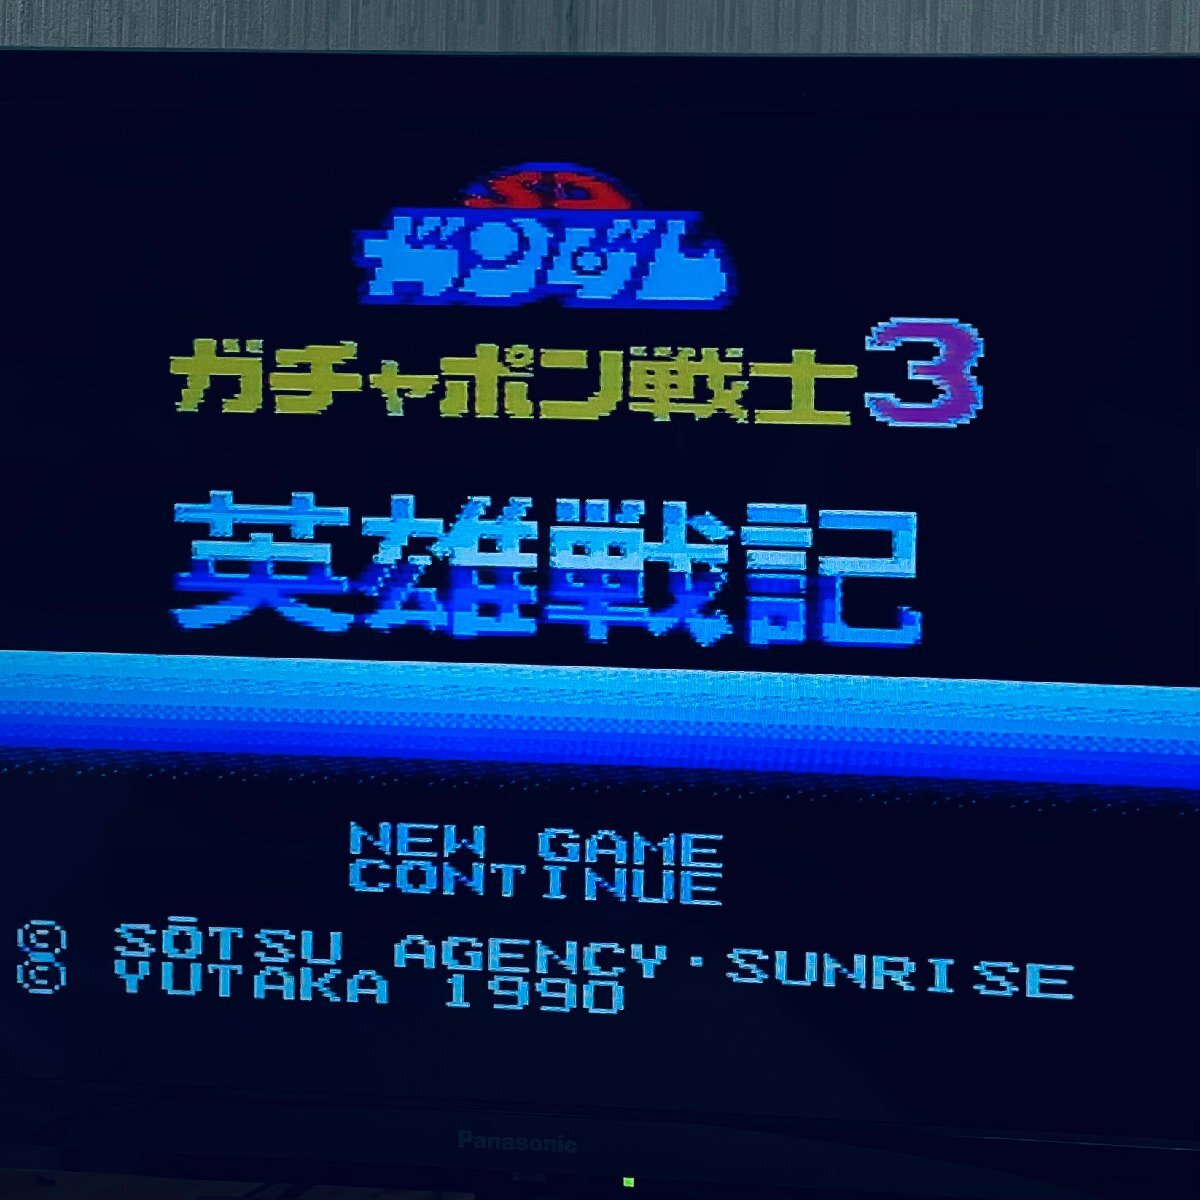 SD
ガンダム
ガチャポン戦士3
英雄戦記
NEW GAME
CONTINUE
© SŌTSU AGENCY・SUNRISE
© YUTAKA 1990
Panasonic